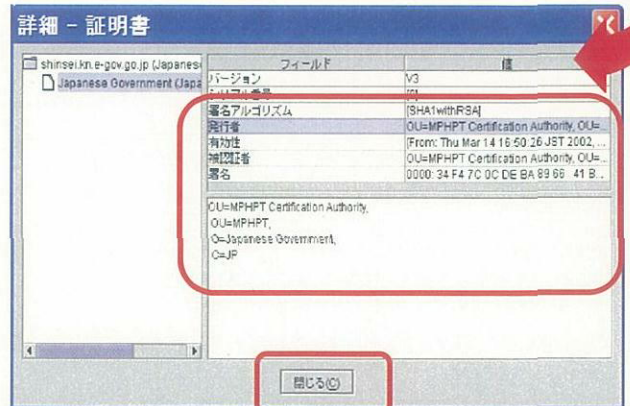 詳細 - 証明書
shinsei.kn.e-gov.go.jp (Japanes
Japanese Government (Japa
フィールド 値
バージョン V3
シリアル番号 [0]
署名アルゴリズム [SHA1withRSA]
発行者 OU=MPHPT Certification Authority, OU=...
有効性 [From: Thu Mar 14 16:50:26 JST 2002, ...
被認証者 OU=MPHPT Certification Authority, OU=...
署名 0000: 34 F4 7C 0C DE BA 89 66 41 B...
OU=MPHPT Certification Authority,
OU=MPHPT,
O=Japanese Government,
C=JP
閉じる(C)